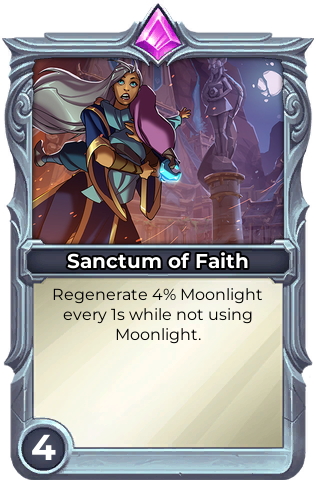 Sanctum of Faith
Regenerate 4% Moonlight
every 1s while not using
Moonlight.
4